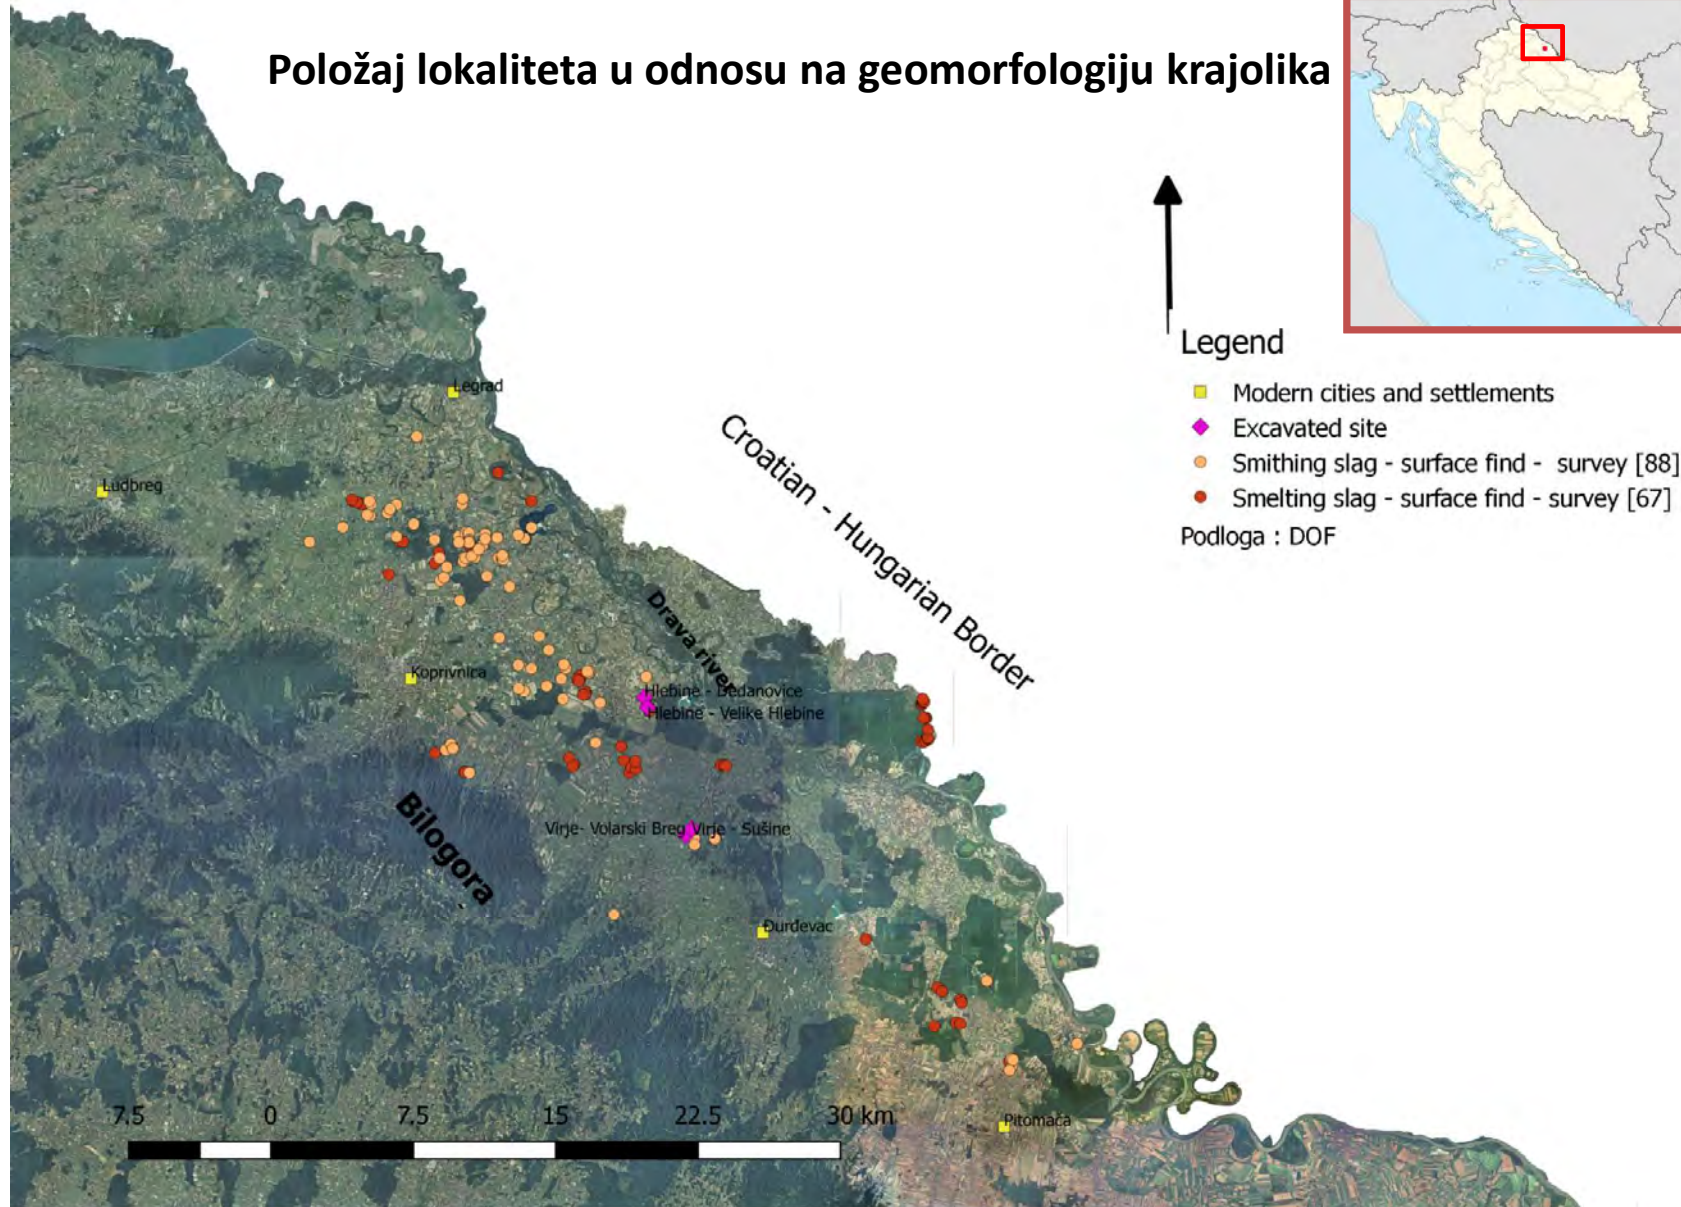 Položaj lokaliteta u odnosu na geomorfologiju krajolika
Legend
Modern cities and settlements
Excavated site
Smithing slag - surface find - survey [88]
Smelting slag - surface find - survey [67]
Podloga : DOF
Legrad
Ludbreg
Croatian - Hungarian Border
Drava river
Koprivnica
Hlebine - Dedanovice
Hlebine - Velike Hlebine
Bilogora
Virje- Volarski Breg Virje - Sušine
Đurđevac
Pitomača
7.5 0 7.5 15 22.5 30 km